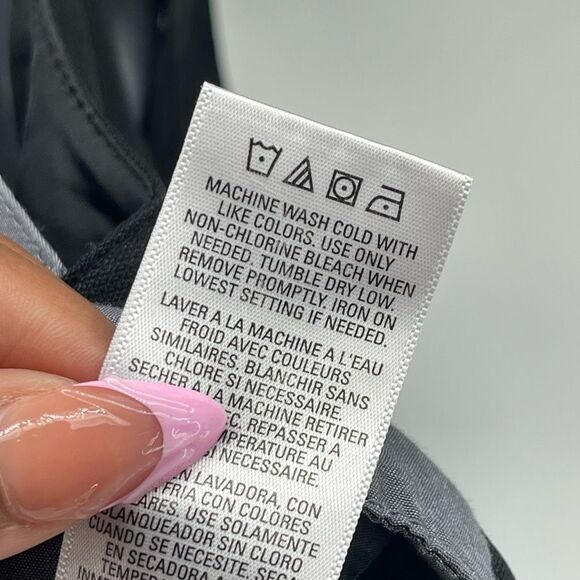 MACHINE WASH COLD WITH
LIKE COLORS. USE ONLY
NON-CHLORINE BLEACH WHEN
NEEDED. TUMBLE DRY LOW.
REMOVE PROMPTLY. IRON ON
LOWEST SETTING IF NEEDED.
LAVER A LA MACHINE A L'EAU
FROID AVEC COULEURS
SIMILAIRES, BLANCHIR SANS
CHLORE SI NECESSAIRE.
SECHER A LA MACHINE RETIRER
REPASSER A
AU
NECESSAIRE.
EN LAVADORA, CON
FRIA CON COLORES
USE SOLAMENTE
BLANQUEADOR SIN CLORO
CUANDO SE NECESITE.
EN SECADORA A